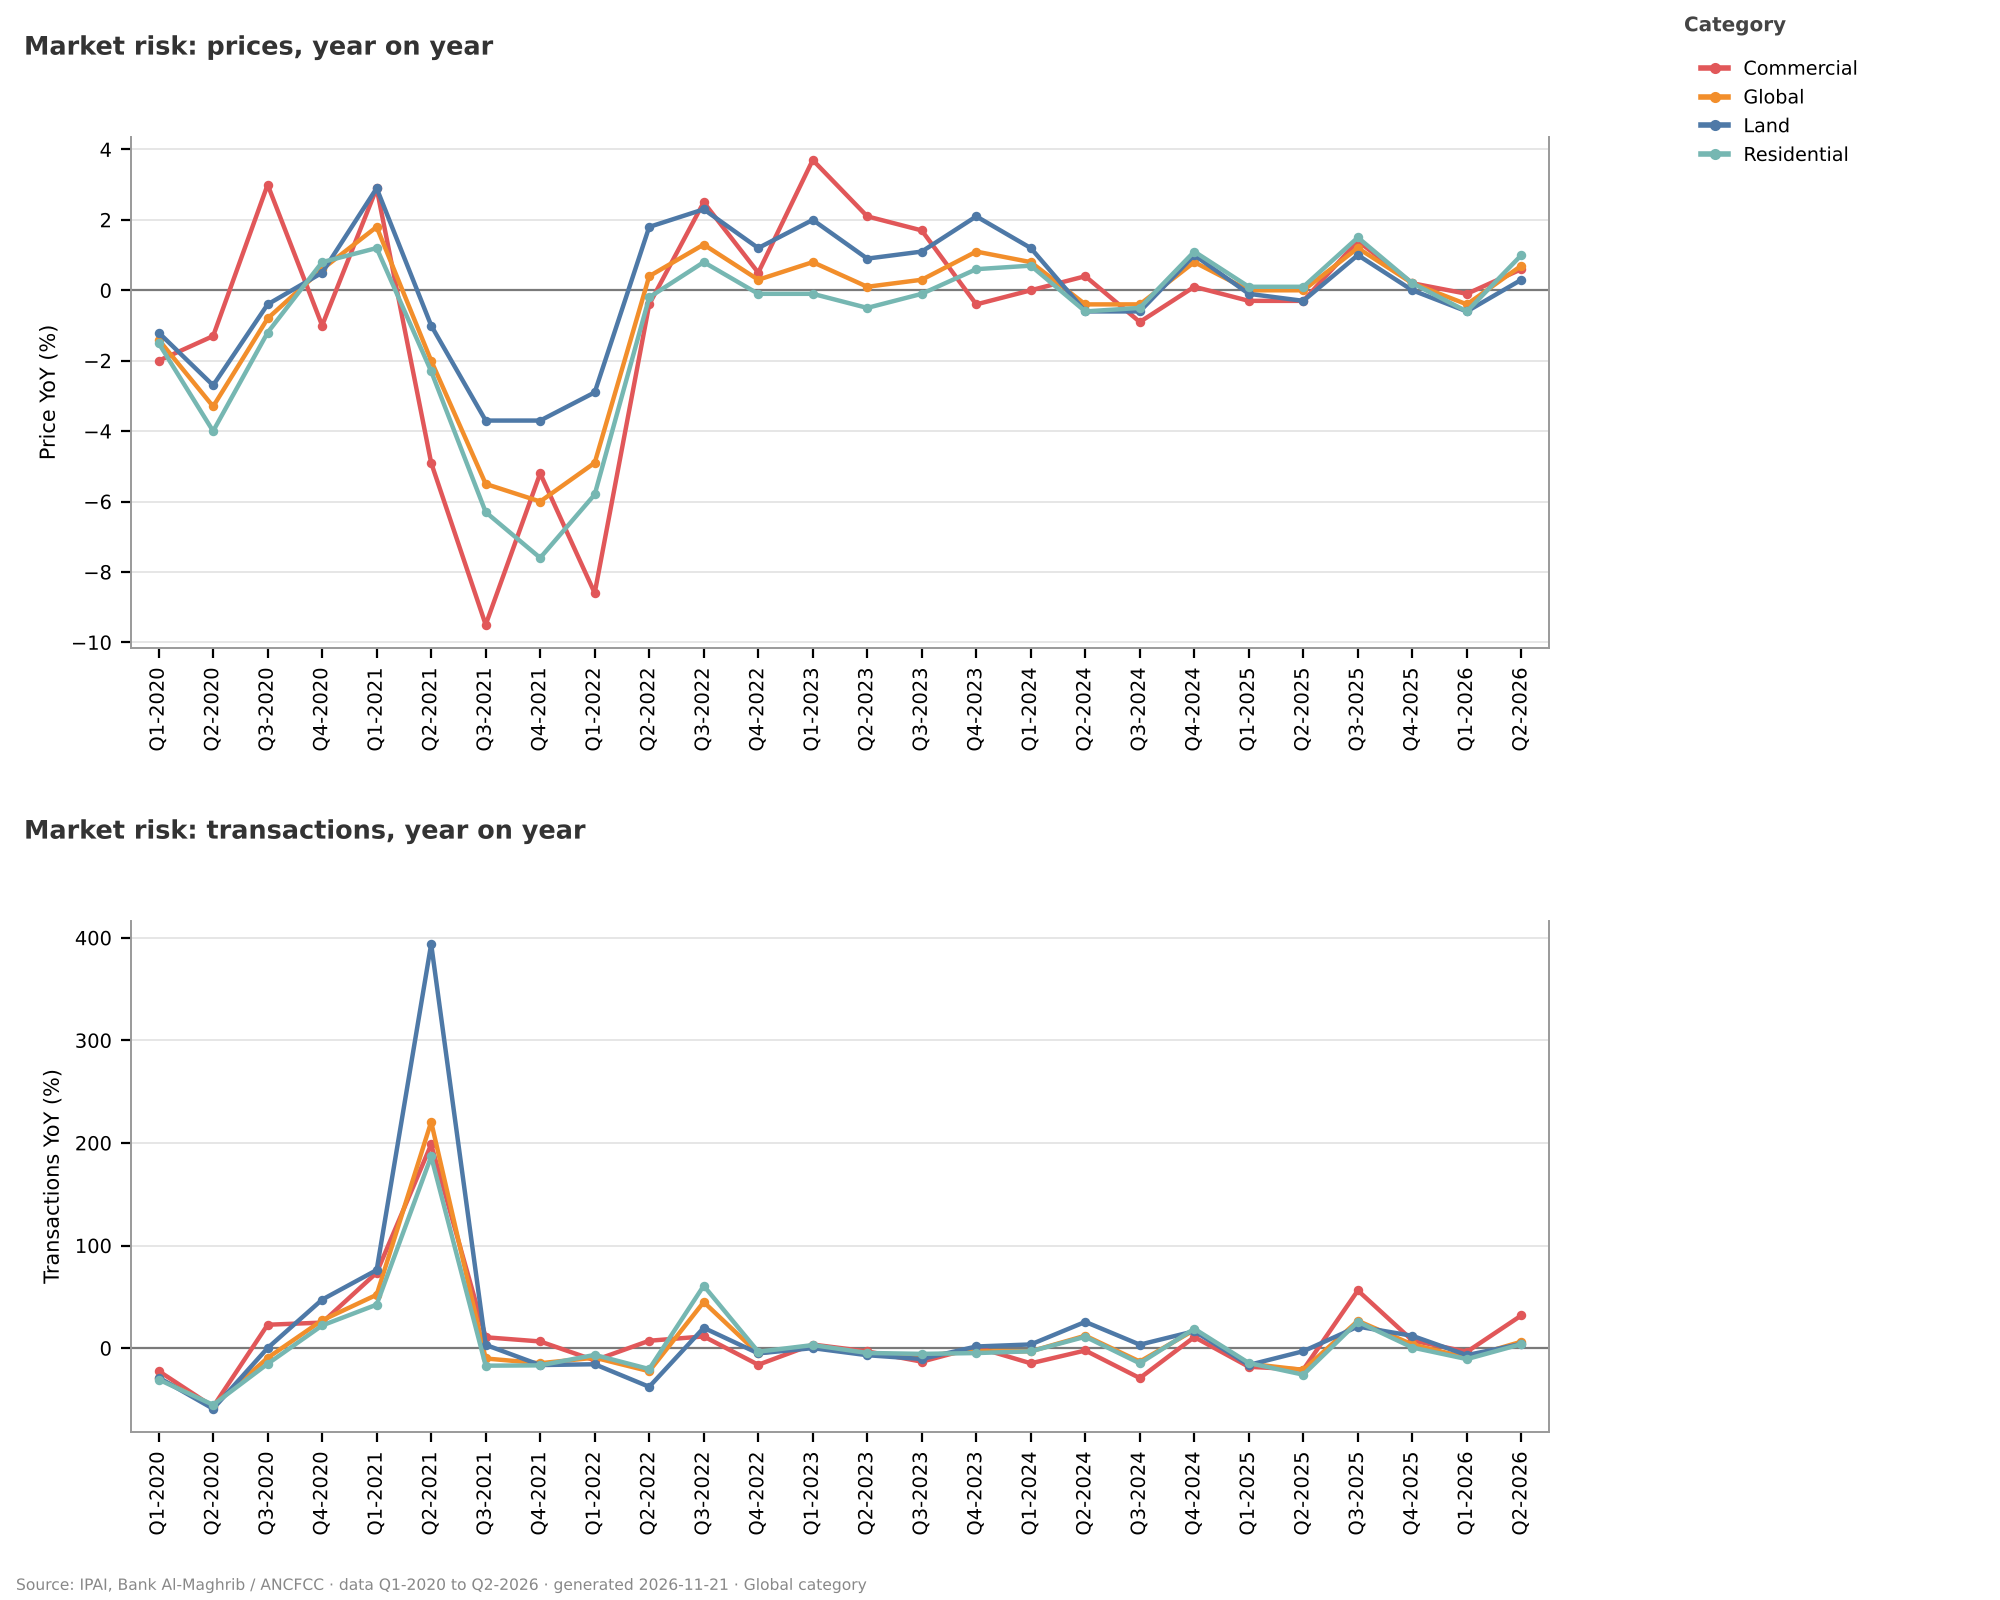 Market risk: prices, year on year
Category
Commercial
Global
Land
Residential
Price YoY (%)
4
2
0
−2
−4
−6
−8
−10
Q1-2020
Q2-2020
Q3-2020
Q4-2020
Q1-2021
Q2-2021
Q3-2021
Q4-2021
Q1-2022
Q2-2022
Q3-2022
Q4-2022
Q1-2023
Q2-2023
Q3-2023
Q4-2023
Q1-2024
Q2-2024
Q3-2024
Q4-2024
Q1-2025
Q2-2025
Q3-2025
Q4-2025
Q1-2026
Q2-2026
Market risk: transactions, year on year
Transactions YoY (%)
400
300
200
100
0
Q1-2020
Q2-2020
Q3-2020
Q4-2020
Q1-2021
Q2-2021
Q3-2021
Q4-2021
Q1-2022
Q2-2022
Q3-2022
Q4-2022
Q1-2023
Q2-2023
Q3-2023
Q4-2023
Q1-2024
Q2-2024
Q3-2024
Q4-2024
Q1-2025
Q2-2025
Q3-2025
Q4-2025
Q1-2026
Q2-2026
Source: IPAI, Bank Al-Maghrib / ANCFCC · data Q1-2020 to Q2-2026 · generated 2026-11-21 · Global category